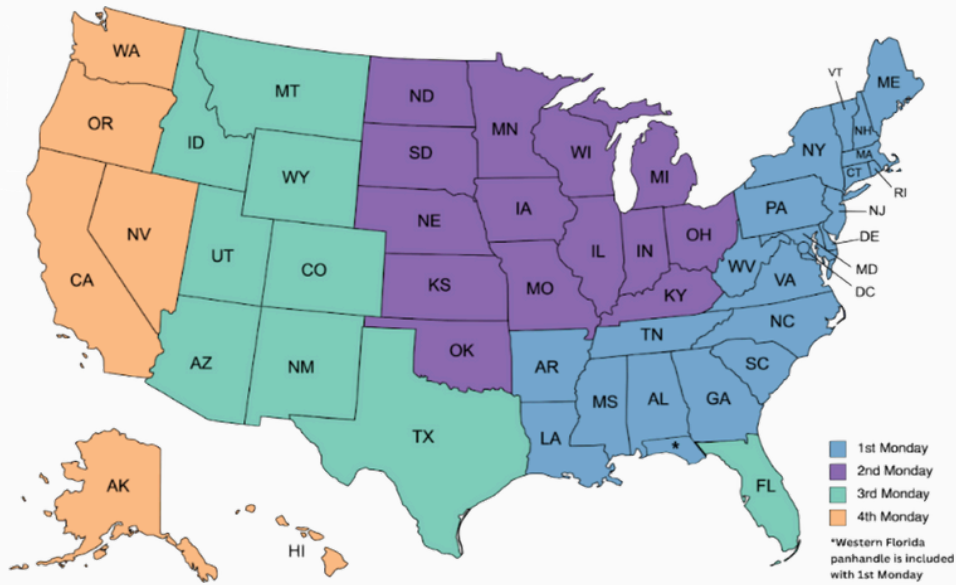 WA
MT
ND
MN
VT
ME
OR
ID
SD
WI
MI
NY
NH
MA
CT
RI
WY
NE
IA
PA
NJ
NV
UT
CO
IL
IN
OH
DE
CA
KS
MO
WV
VA
MD
DC
KY
AZ
NM
OK
AR
TN
NC
SC
TX
MS
AL
GA
LA
*
FL
AK
HI
1st Monday
2nd Monday
3rd Monday
4th Monday
*Western Florida
panhandle is included
with 1st Monday